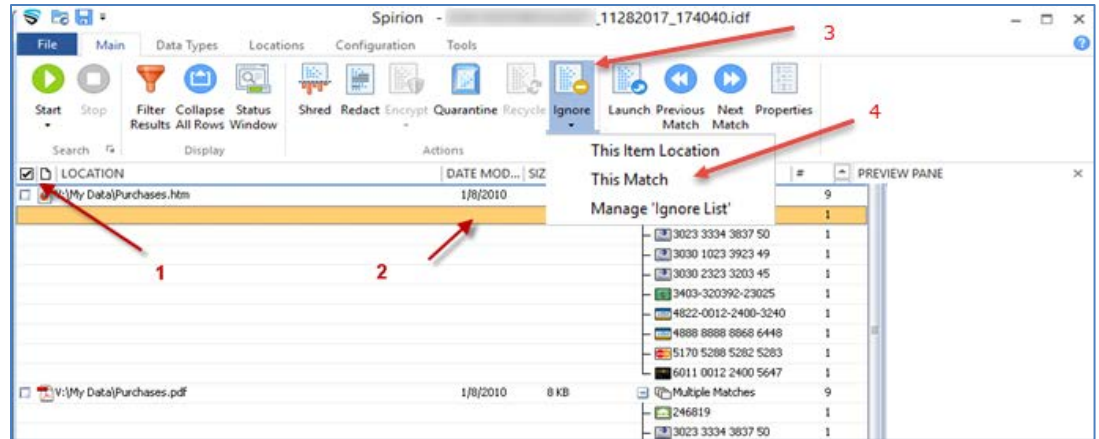 Spirion - _11282017_174040.idf
File Main Data Types Locations Configuration Tools
3
Start Stop Filter Results Collapse All Rows Status Window Shred Redact Encrypt Quarantine Recycle Ignore Launch Previous Match Next Match Properties
4
Search Display Actions
This Item Location
This Match
Manage 'Ignore List'
LOCATION DATE MOD... SIZ # PREVIEW PANE
V:\My Data\Purchases.htm 1/8/2010 9
1
3023 3334 3837 50 1
3030 1023 3923 49 1
1 2
3030 2323 3203 45 1
3403-320392-23025 1
4822-0012-2400-3240 1
4888 8888 8868 6448 1
5170 5288 5282 5283 1
6011 0012 2400 5647 1
V:\My Data\Purchases.pdf 1/8/2010 8 KB Multiple Matches 9
246819 1
3023 3334 3837 50 1